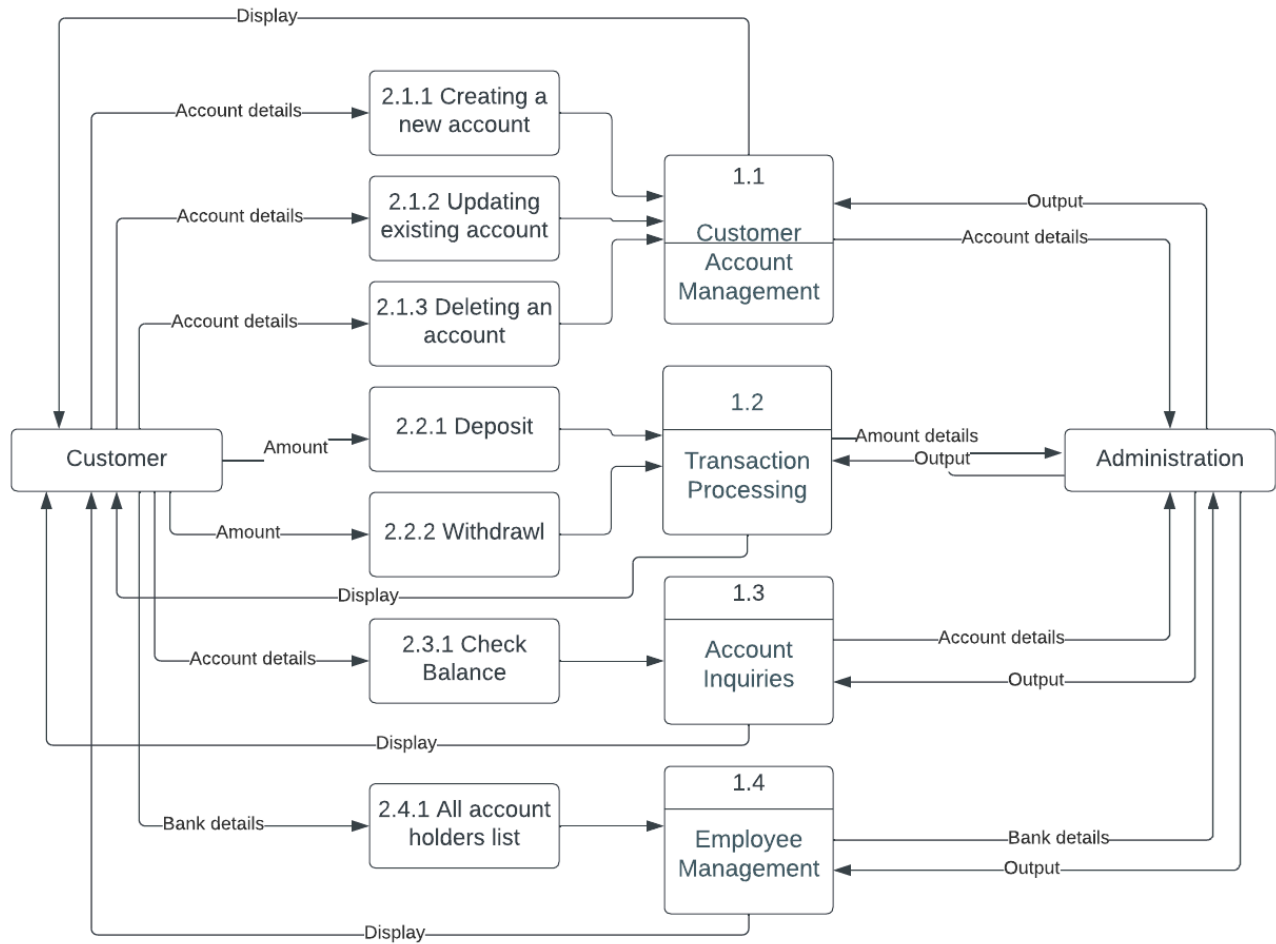 Display
Account details
2.1.1 Creating a
new account
1.1
Customer
Account
Management
Account details
2.1.2 Updating
existing account
Output
Account details
Account details
2.1.3 Deleting an
account
1.2
Transaction
Processing
Customer
Amount
2.2.1 Deposit
Amount details
Output
Administration
Amount
2.2.2 Withdrawl
Display
1.3
Account
Inquiries
Account details
2.3.1 Check
Balance
Account details
Output
Display
1.4
Employee
Management
Bank details
2.4.1 All account
holders list
Bank details
Output
Display